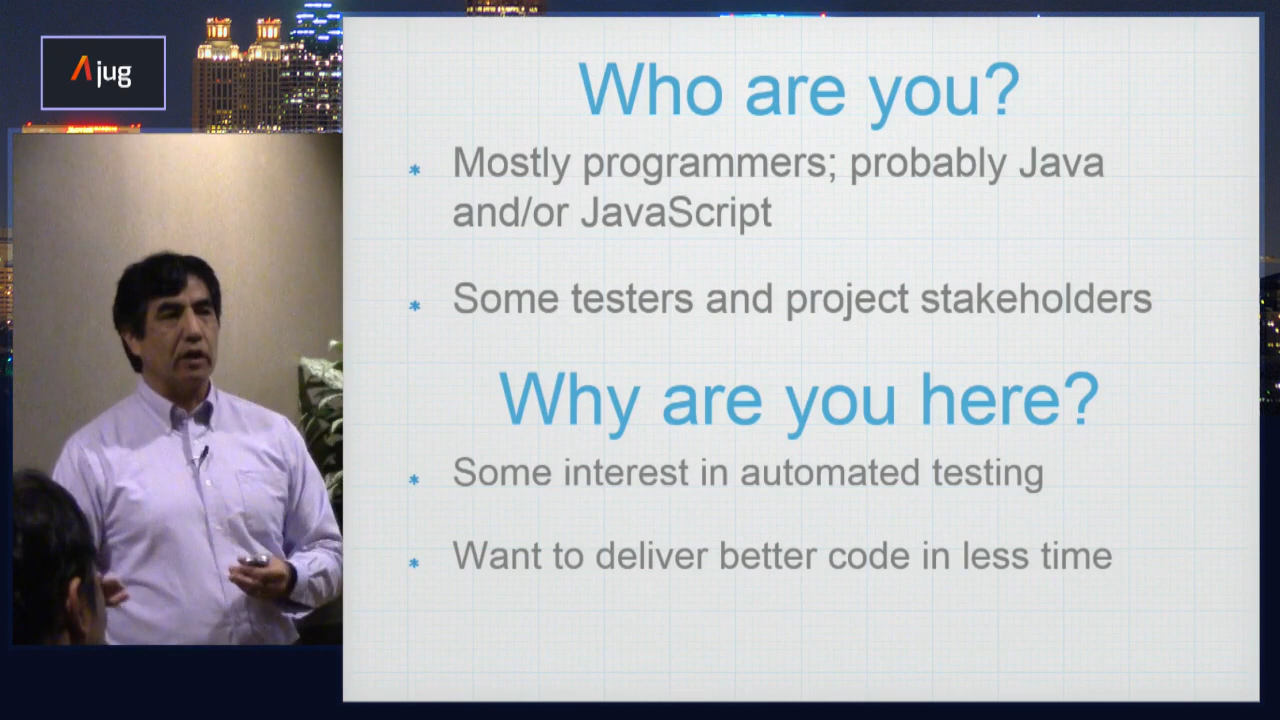 Ajug
Who are you?
* Mostly programmers; probably Java
and/or JavaScript
* Some testers and project stakeholders
Why are you here?
* Some interest in automated testing
* Want to deliver better code in less time